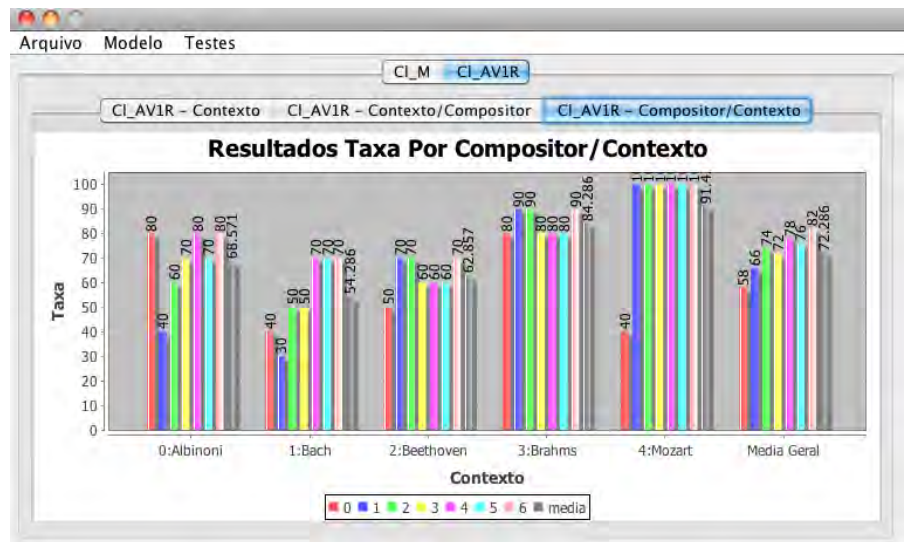 Arquivo Modelo Testes
CI_M CI_AV1R
CI_AV1R – Contexto CI_AV1R – Contexto/Compositor CI_AV1R – Compositor/Contexto
Resultados Taxa Por Compositor/Contexto
Taxa
100
90
80
70
60
50
40
30
20
10
0
80 40 60 70 80 70 80 68.571
40 30 50 50 70 70 70 54.286
50 70 70 60 60 60 70 62.857
80 90 90 80 80 80 90 84.286
40
58 66 74 72 78 76 82 72.286
0:Albinoni 1:Bach 2:Beethoven 3:Brahms 4:Mozart Media Geral
Contexto
0 1 2 3 4 5 6 media